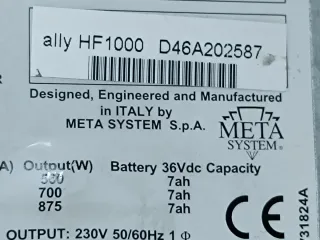 ally HF1000 D46A202587
Designed, Engineered and Manufactured
in ITALY by
META SYSTEM S.p.A.
META
SYSTEM®
A) Output(W) Battery 36Vdc Capacity
7ah
700 7ah
875 7ah
CE
OUTPUT: 230V 50/60Hz 1 Φ
731824A